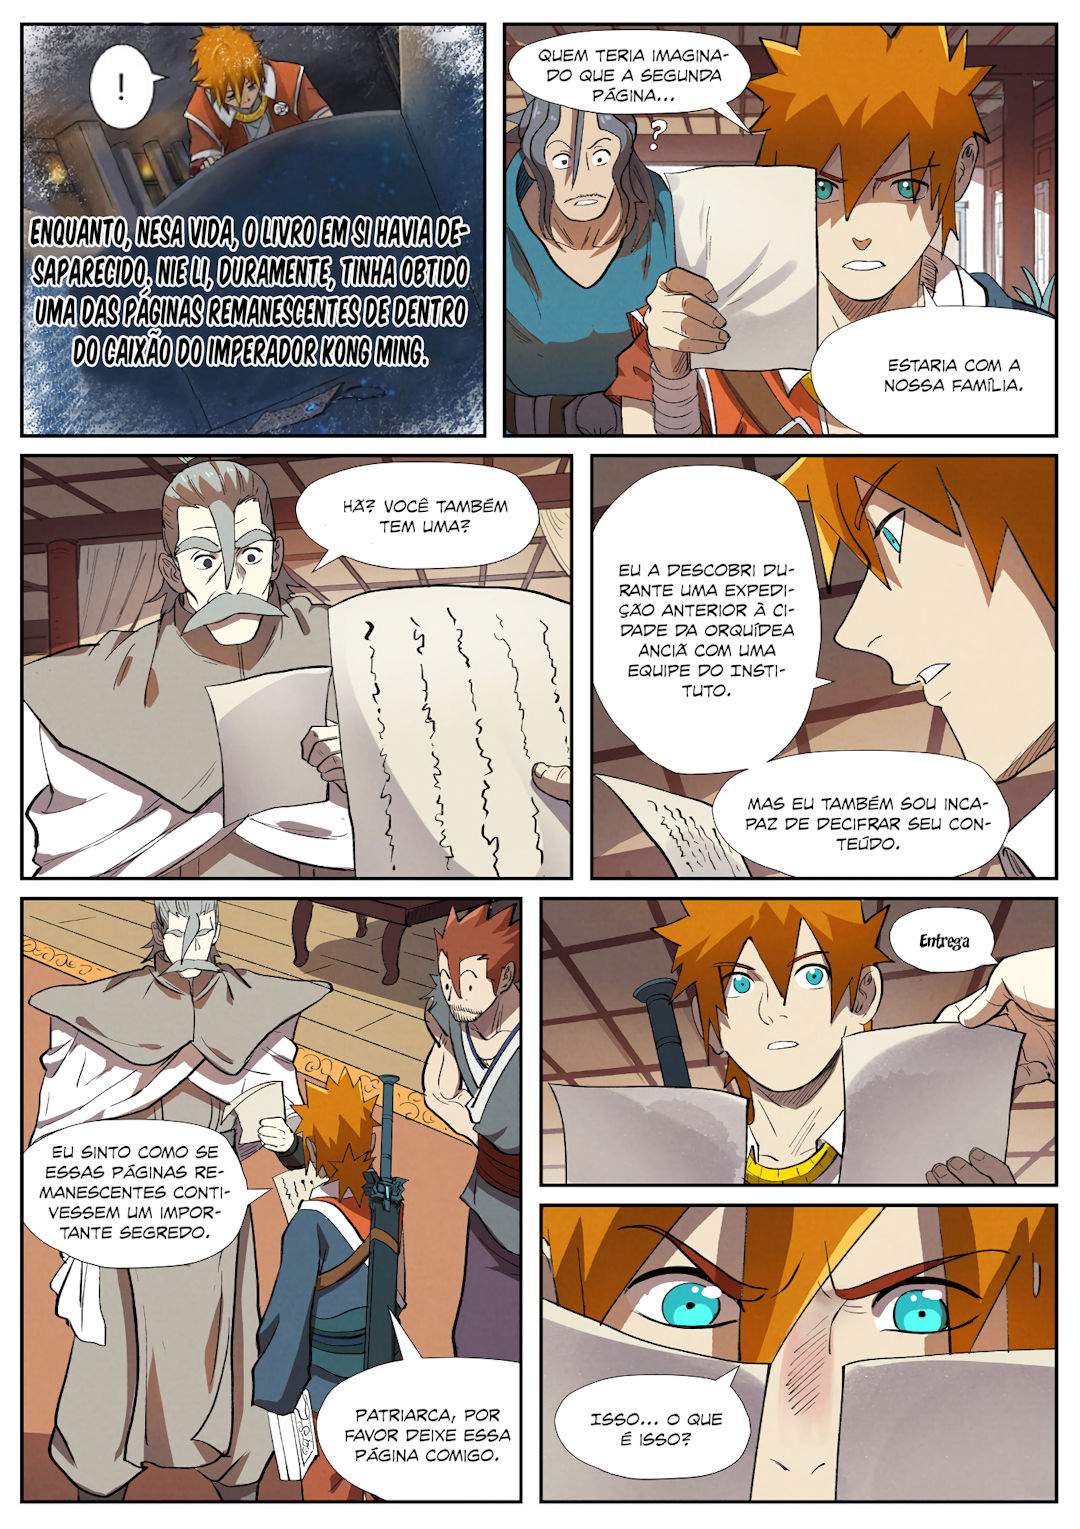 !
ENQUANTO, NESA VIDA, O LIVRO EM SI HAVIA DE-
SAPARECIDO, NIE LI, DURAMENTE, TINHA OBTIDO
UMA DAS PÁGINAS REMANESCENTES DE DENTRO
DO CAIXÃO DO IMPERADOR KONG MING.
QUEM TERIA IMAGINA-
DO QUE A SEGUNDA
PÁGINA...
?
ESTARIA COM A
NOSSA FAMÍLIA.
HÃ? VOCÊ TAMBÉM
TEM UMA?
EU A DESCOBRI DU-
RANTE UMA EXPEDI-
ÇÃO ANTERIOR À CI-
DADE DA ORQUÍDEA
ANCIÃ COM UMA
EQUIPE DO INSTI-
TUTO.
MAS EU TAMBÉM SOU INCA-
PAZ DE DECIFRAR SEU CON-
TEÚDO.
EU SINTO COMO SE
ESSAS PÁGINAS RE-
MANESCENTES CONTI-
VESSEM UM IMPOR-
TANTE SEGREDO.
PATRIARCA, POR
FAVOR DEIXE ESSA
PÁGINA COMIGO.
Entrega
ISSO... O QUE
É ISSO?